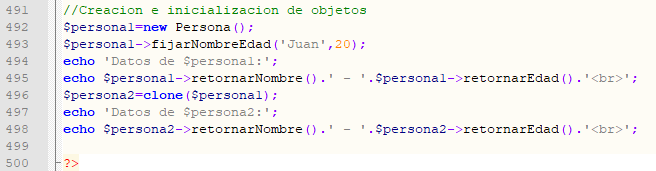 491 //Creacion e inicializacion de objetos
492 $persona1=new Persona();
493 $persona1->fijarNombreEdad('Juan',20);
494 echo 'Datos de $persona1:';
495 echo $persona1->retornarNombre().' - '.$persona1->retornarEdad().'<br>';
496 $persona2=clone($persona1);
497 echo 'Datos de $persona2:';
498 echo $persona2->retornarNombre().' - '.$persona2->retornarEdad().'<br>';
499
500 ?>